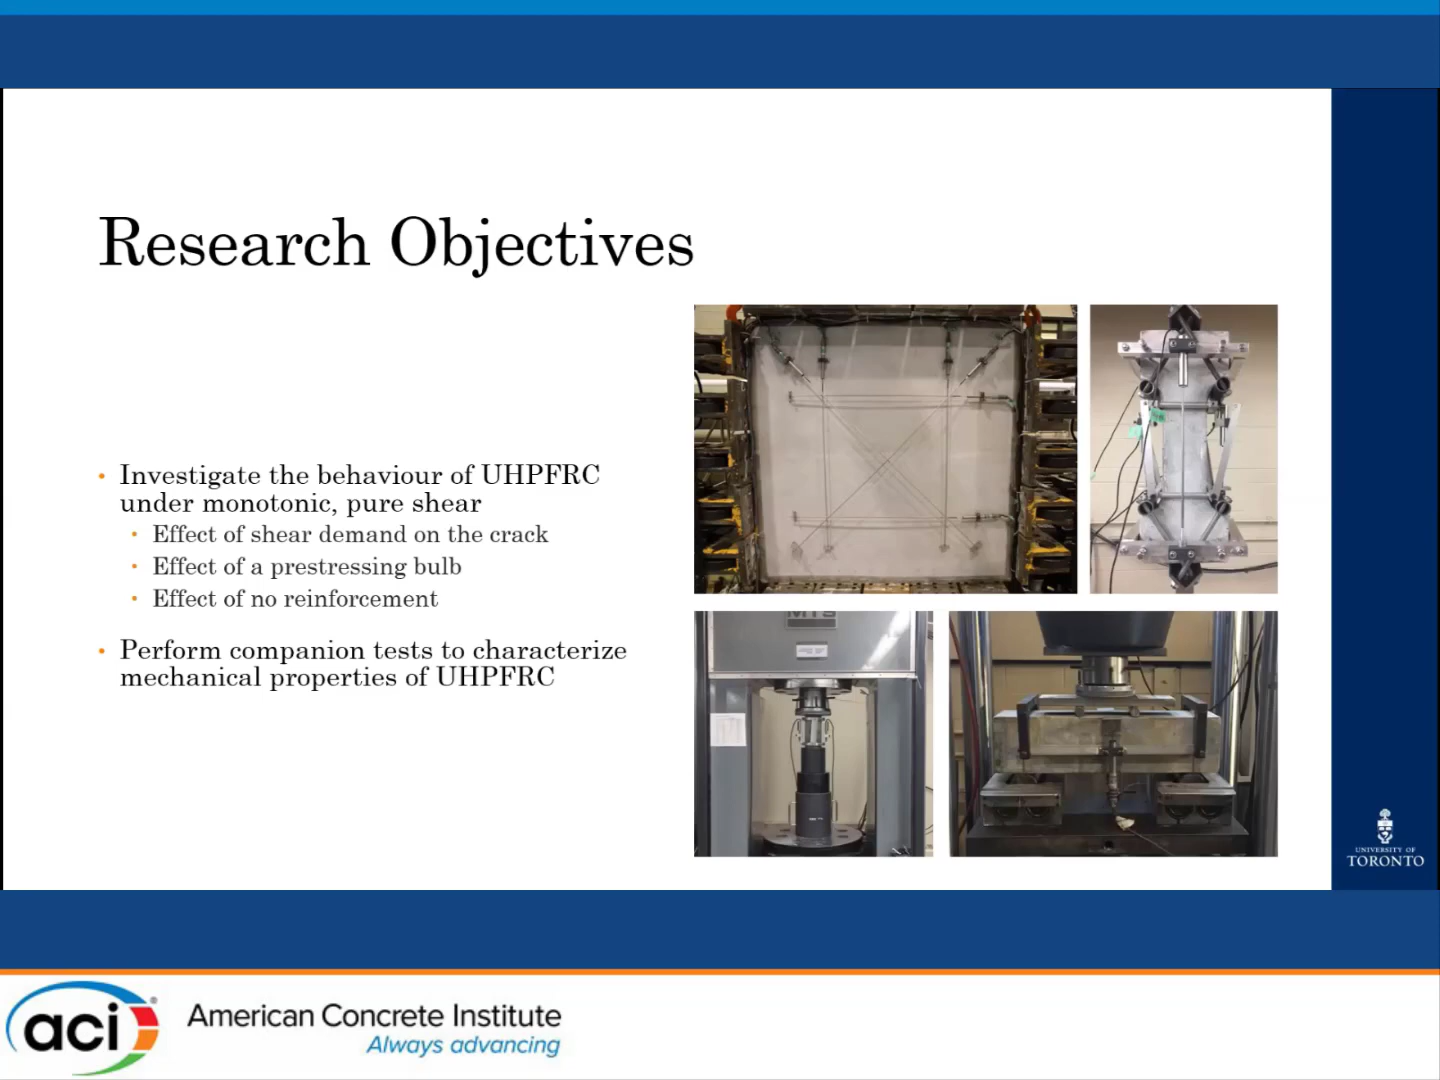 Research Objectives
• Investigate the behaviour of UHPFRC
under monotonic, pure shear
• Effect of shear demand on the crack
• Effect of a prestressing bulb
• Effect of no reinforcement
• Perform companion tests to characterize
mechanical properties of UHPFRC
MTS
UNIVERSITY OF
TORONTO
aci®
American Concrete Institute
Always advancing